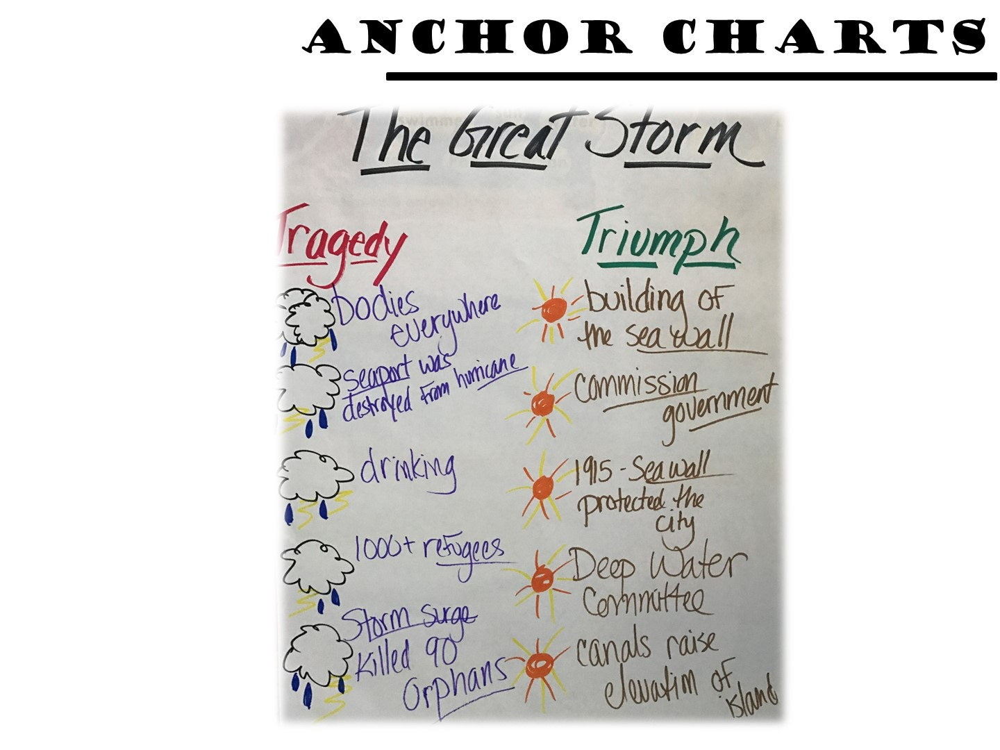 ANCHOR CHARTS
The Great Storm
Tragedy
bodies
everywhere
seaport was
destroyed from hurricane
drinking
1000+ refugees
Storm surge
killed 90
orphans
Triumph
building of
the sea wall
commission
government
1915 - Sea wall
protected the
city
Deep Water
Committee
canals raise
elevation of
island